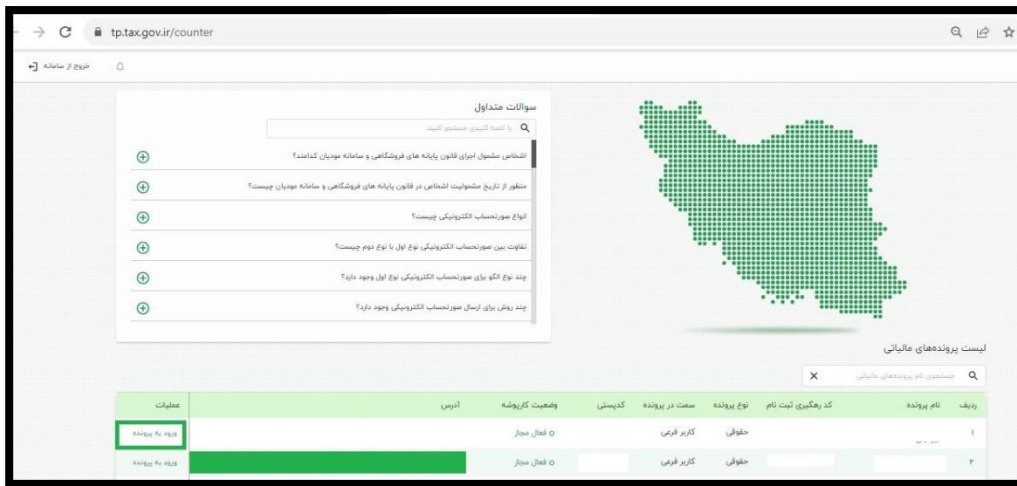 tp.tax.gov.ir/counter
خروج از سامانه
سوالات متداول
با کلمه کلیدی جستجو کنید.
اشخاص مشمول اجرای قانون پایانه های فروشگاهی و سامانه مودیان کدامند؟
منظور از تاریخ مشمولیت اشخاص در قانون پایانه های فروشگاهی و سامانه مودیان چیست؟
انواع صورتحساب الکترونیکی چیست؟
تفاوت بین صورتحساب الکترونیکی نوع اول با نوع دوم چیست؟
چند نوع الگو برای صورتحساب الکترونیکی نوع اول وجود دارد؟
چند روش برای ارسال صورتحساب الکترونیکی وجود دارد؟
لیست پرونده‌های مالیاتی
جستجوی نام پرونده‌های مالیاتی
ردیف نام پرونده کد رهگیری ثبت نام نوع پرونده سمت در پرونده کدپستی وضعیت کارپوشه آدرس عملیات
۱ حقوقی کاربر فرعی فعال مجاز ورود به پرونده
۲ حقوقی کاربر فرعی فعال مجاز ورود به پرونده